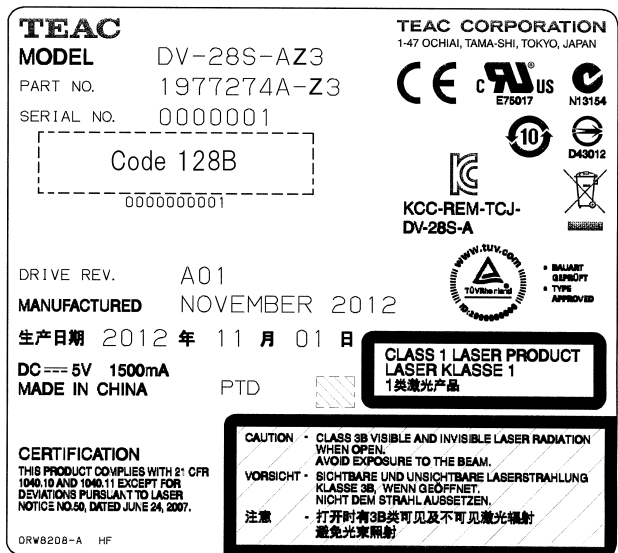 TEAC
TEAC CORPORATION
1-47 OCHIAI, TAMA-SHI, TOKYO, JAPAN
MODEL DV-28S-AZ3
PART NO. 1977274A-Z3
SERIAL NO. 0000001
CE
C UR US
E75017
N13154
10
D43012
Code 128B
0000000001
KCC-REM-TCJ-
DV-28S-A
www.tuv.com
TÜVRheinland
ID:2000000000
• BAUART
GEPRÜFT
• TYPE
APPROVED
DRIVE REV. A01
MANUFACTURED NOVEMBER 2012
生产日期 2012 年 11 月 01 日
DC 5V 1500mA
MADE IN CHINA PTD
CLASS 1 LASER PRODUCT
LASER KLASSE 1
1类激光产品
CERTIFICATION
THIS PRODUCT COMPLIES WITH 21 CFR
1040.10 AND 1040.11 EXCEPT FOR
DEVIATIONS PURSUANT TO LASER
NOTICE NO.50, DATED JUNE 24, 2007.
CAUTION - CLASS 3B VISIBLE AND INVISIBLE LASER RADIATION
WHEN OPEN.
AVOID EXPOSURE TO THE BEAM.
VORSICHT - SICHTBARE UND UNSICHTBARE LASERSTRAHLUNG
KLASSE 3B, WENN GEÖFFNET.
NICHT DEM STRAHL AUSSETZEN.
注意 - 打开时有3B类可见及不可见激光辐射
避免光束照射
ORW8208-A HF